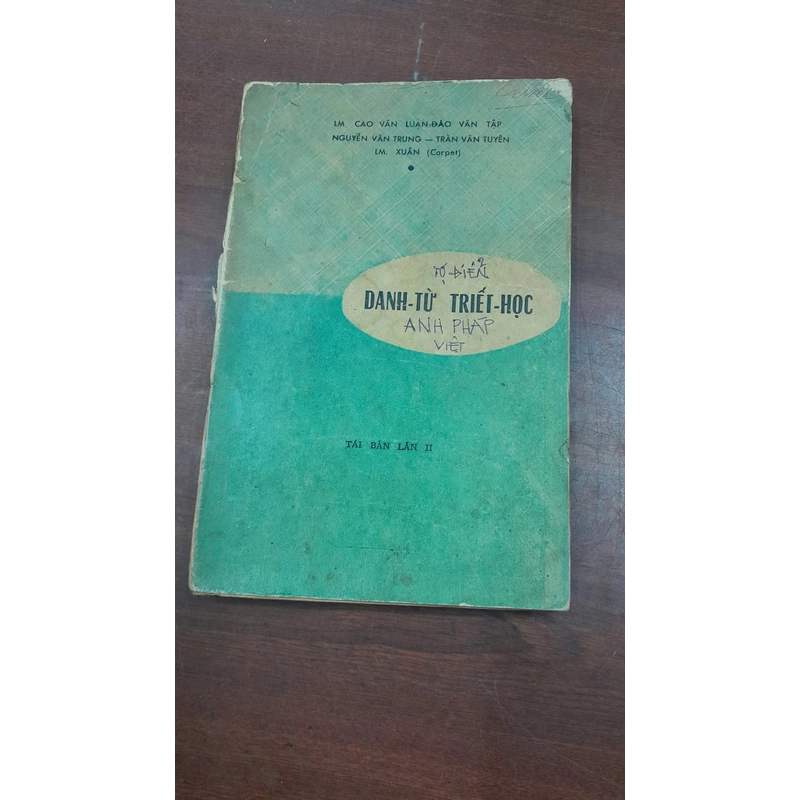 LM. CAO VĂN LUẬN-ĐÀO VĂN TẬP
NGUYỄN VĂN TRUNG — TRẦN VĂN TUYÊN
LM. XUÂN (Corpet)
TỰ-ĐIỂN
DANH-TỪ TRIẾT-HỌC
ANH PHÁP
VIỆT
TÁI BẢN LẦN II